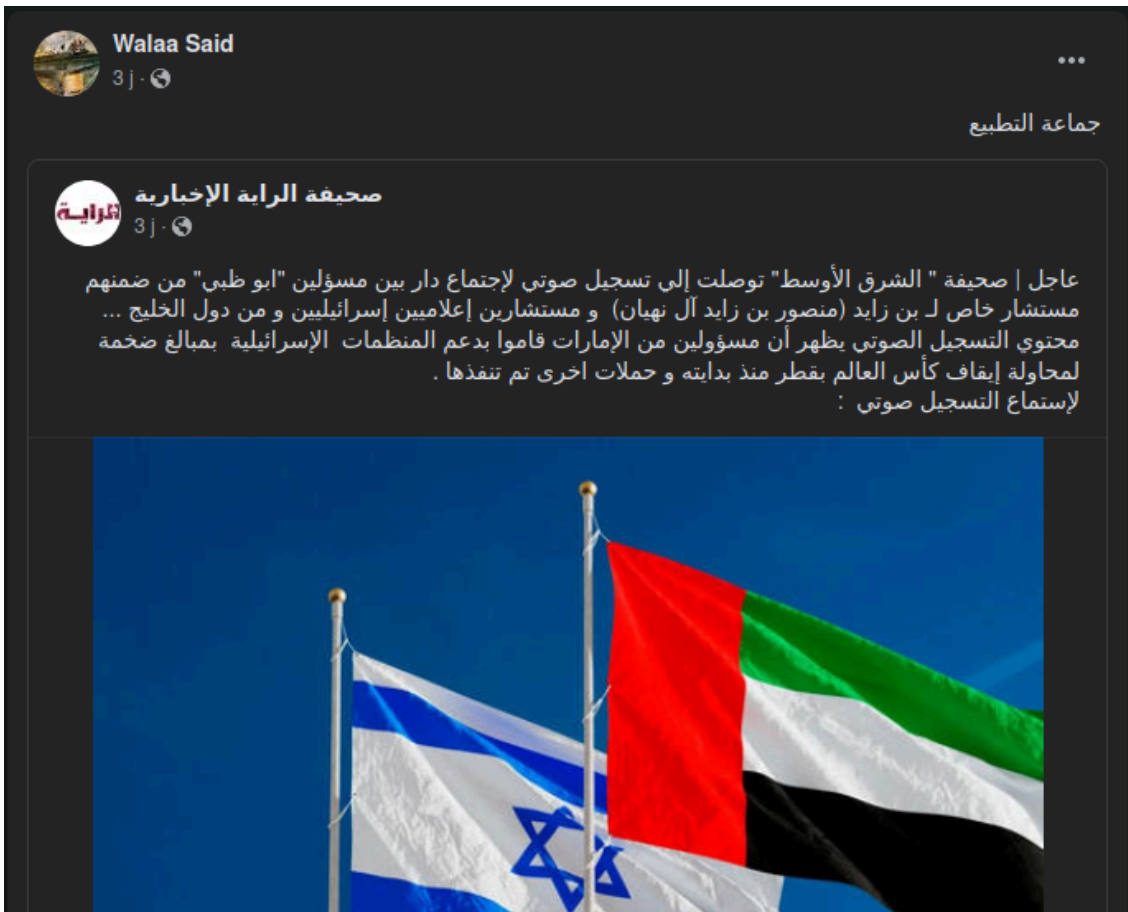 Walaa Said
3 j ·
جماعة التطبيع
صحيفة الراية الإخبارية
الراية
3 j ·
عاجل | صحيفة " الشرق الأوسط" توصلت إلي تسجيل صوتي لإجتماع دار بين مسؤلين "ابو ظبي" من ضمنهم
مستشار خاص لـ بن زايد (منصور بن زايد آل نهيان) و مستشارين إعلاميين إسرائيليين و من دول الخليج ...
محتوي التسجيل الصوتي يظهر أن مسؤولين من الإمارات قاموا بدعم المنظمات الإسرائيلية بمبالغ ضخمة
لمحاولة إيقاف كأس العالم بقطر منذ بدايته و حملات اخرى تم تنفذها .
لإستماع التسجيل صوتي :